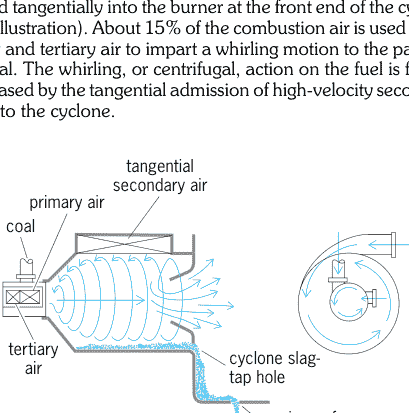 d tangentially into the burner at the front end of the cy
llustration). About 15% of the combustion air is used
and tertiary air to impart a whirling motion to the pa
al. The whirling, or centrifugal, action on the fuel is f
ased by the tangential admission of high-velocity seco
to the cyclone.
tangential
secondary air
primary air
coal
tertiary
air
cyclone slag-
tap hole